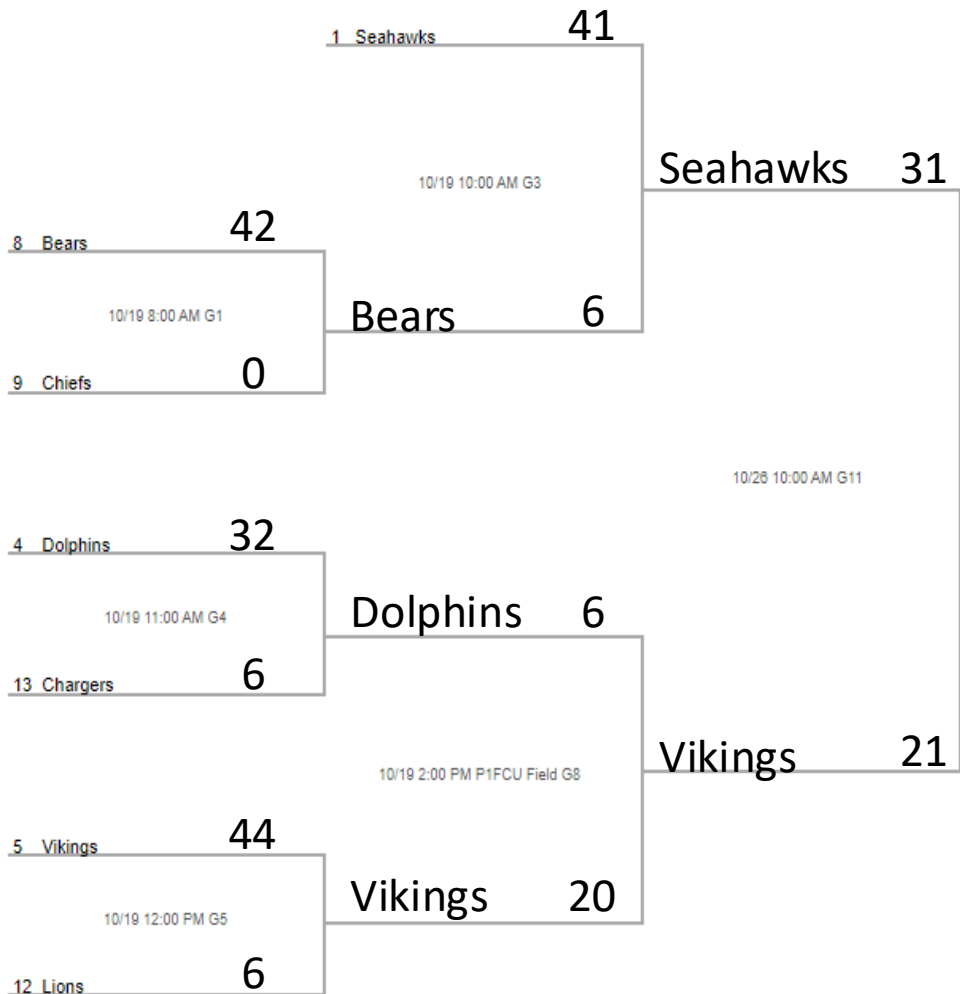 1 Seahawks 41
Seahawks 31
10/19 10:00 AM G3
8 Bears 42
10/19 8:00 AM G1
Bears 6
9 Chiefs 0
10/26 10:00 AM G11
4 Dolphins 32
10/19 11:00 AM G4
Dolphins 6
13 Chargers 6
Vikings 21
10/19 2:00 PM P1FCU Field G8
5 Vikings 44
Vikings 20
10/19 12:00 PM G5
12 Lions 6